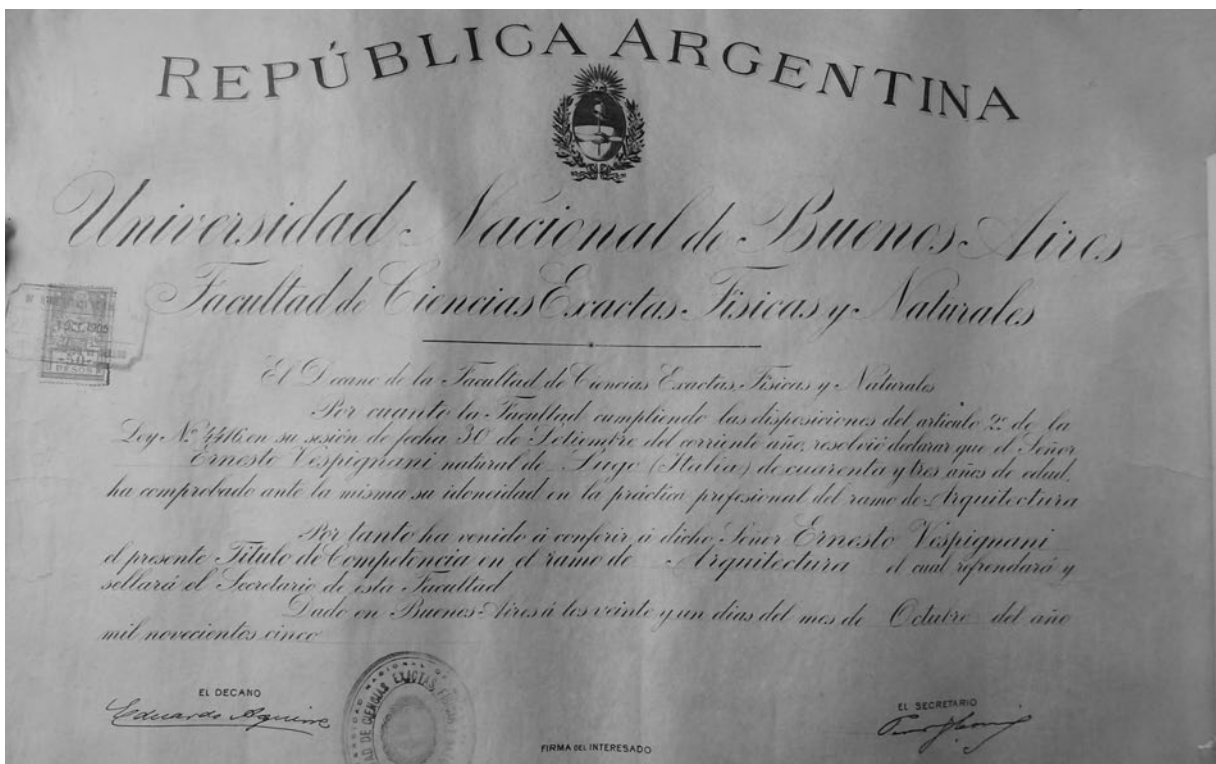 REPÚBLICA ARGENTINA
Universidad Nacional de Buenos Aires
Facultad de Ciencias Exactas, Físicas y Naturales
El Decano de la Facultad de Ciencias Exactas, Físicas y Naturales
Por cuanto la Facultad cumpliendo las disposiciones del artículo 2º de la
Ley Nº 4416, en su sesión de fecha 30 de Setiembre del corriente año, resolvió declarar que el Señor
Ernesto Vespignani natural de Lugo (Italia) de cuarenta y tres años de edad,
ha comprobado ante la misma su idoneidad en la práctica profesional del ramo de Arquitectura
Por tanto ha venido á conferir á dicho Señor Ernesto Vespignani
el presente Título de Competencia en el ramo de Arquitectura el cual refrendará y
sellará el Secretario de esta Facultad
Dado en Buenos Aires á los veinte y un dias del mes de Octubre del año
mil novecientos cinco
1905
50
PESOS
EL DECANO
Eduardo Aguirre
CIENCIAS EXACTAS
EL SECRETARIO
FIRMA DEL INTERESADO